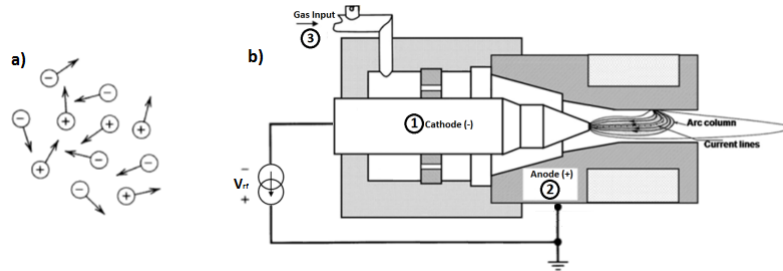 a)
b)
Gas Input
3
1 Cathode (-)
Arc column
Current lines
Anode (+)
2
−
Vrf
+